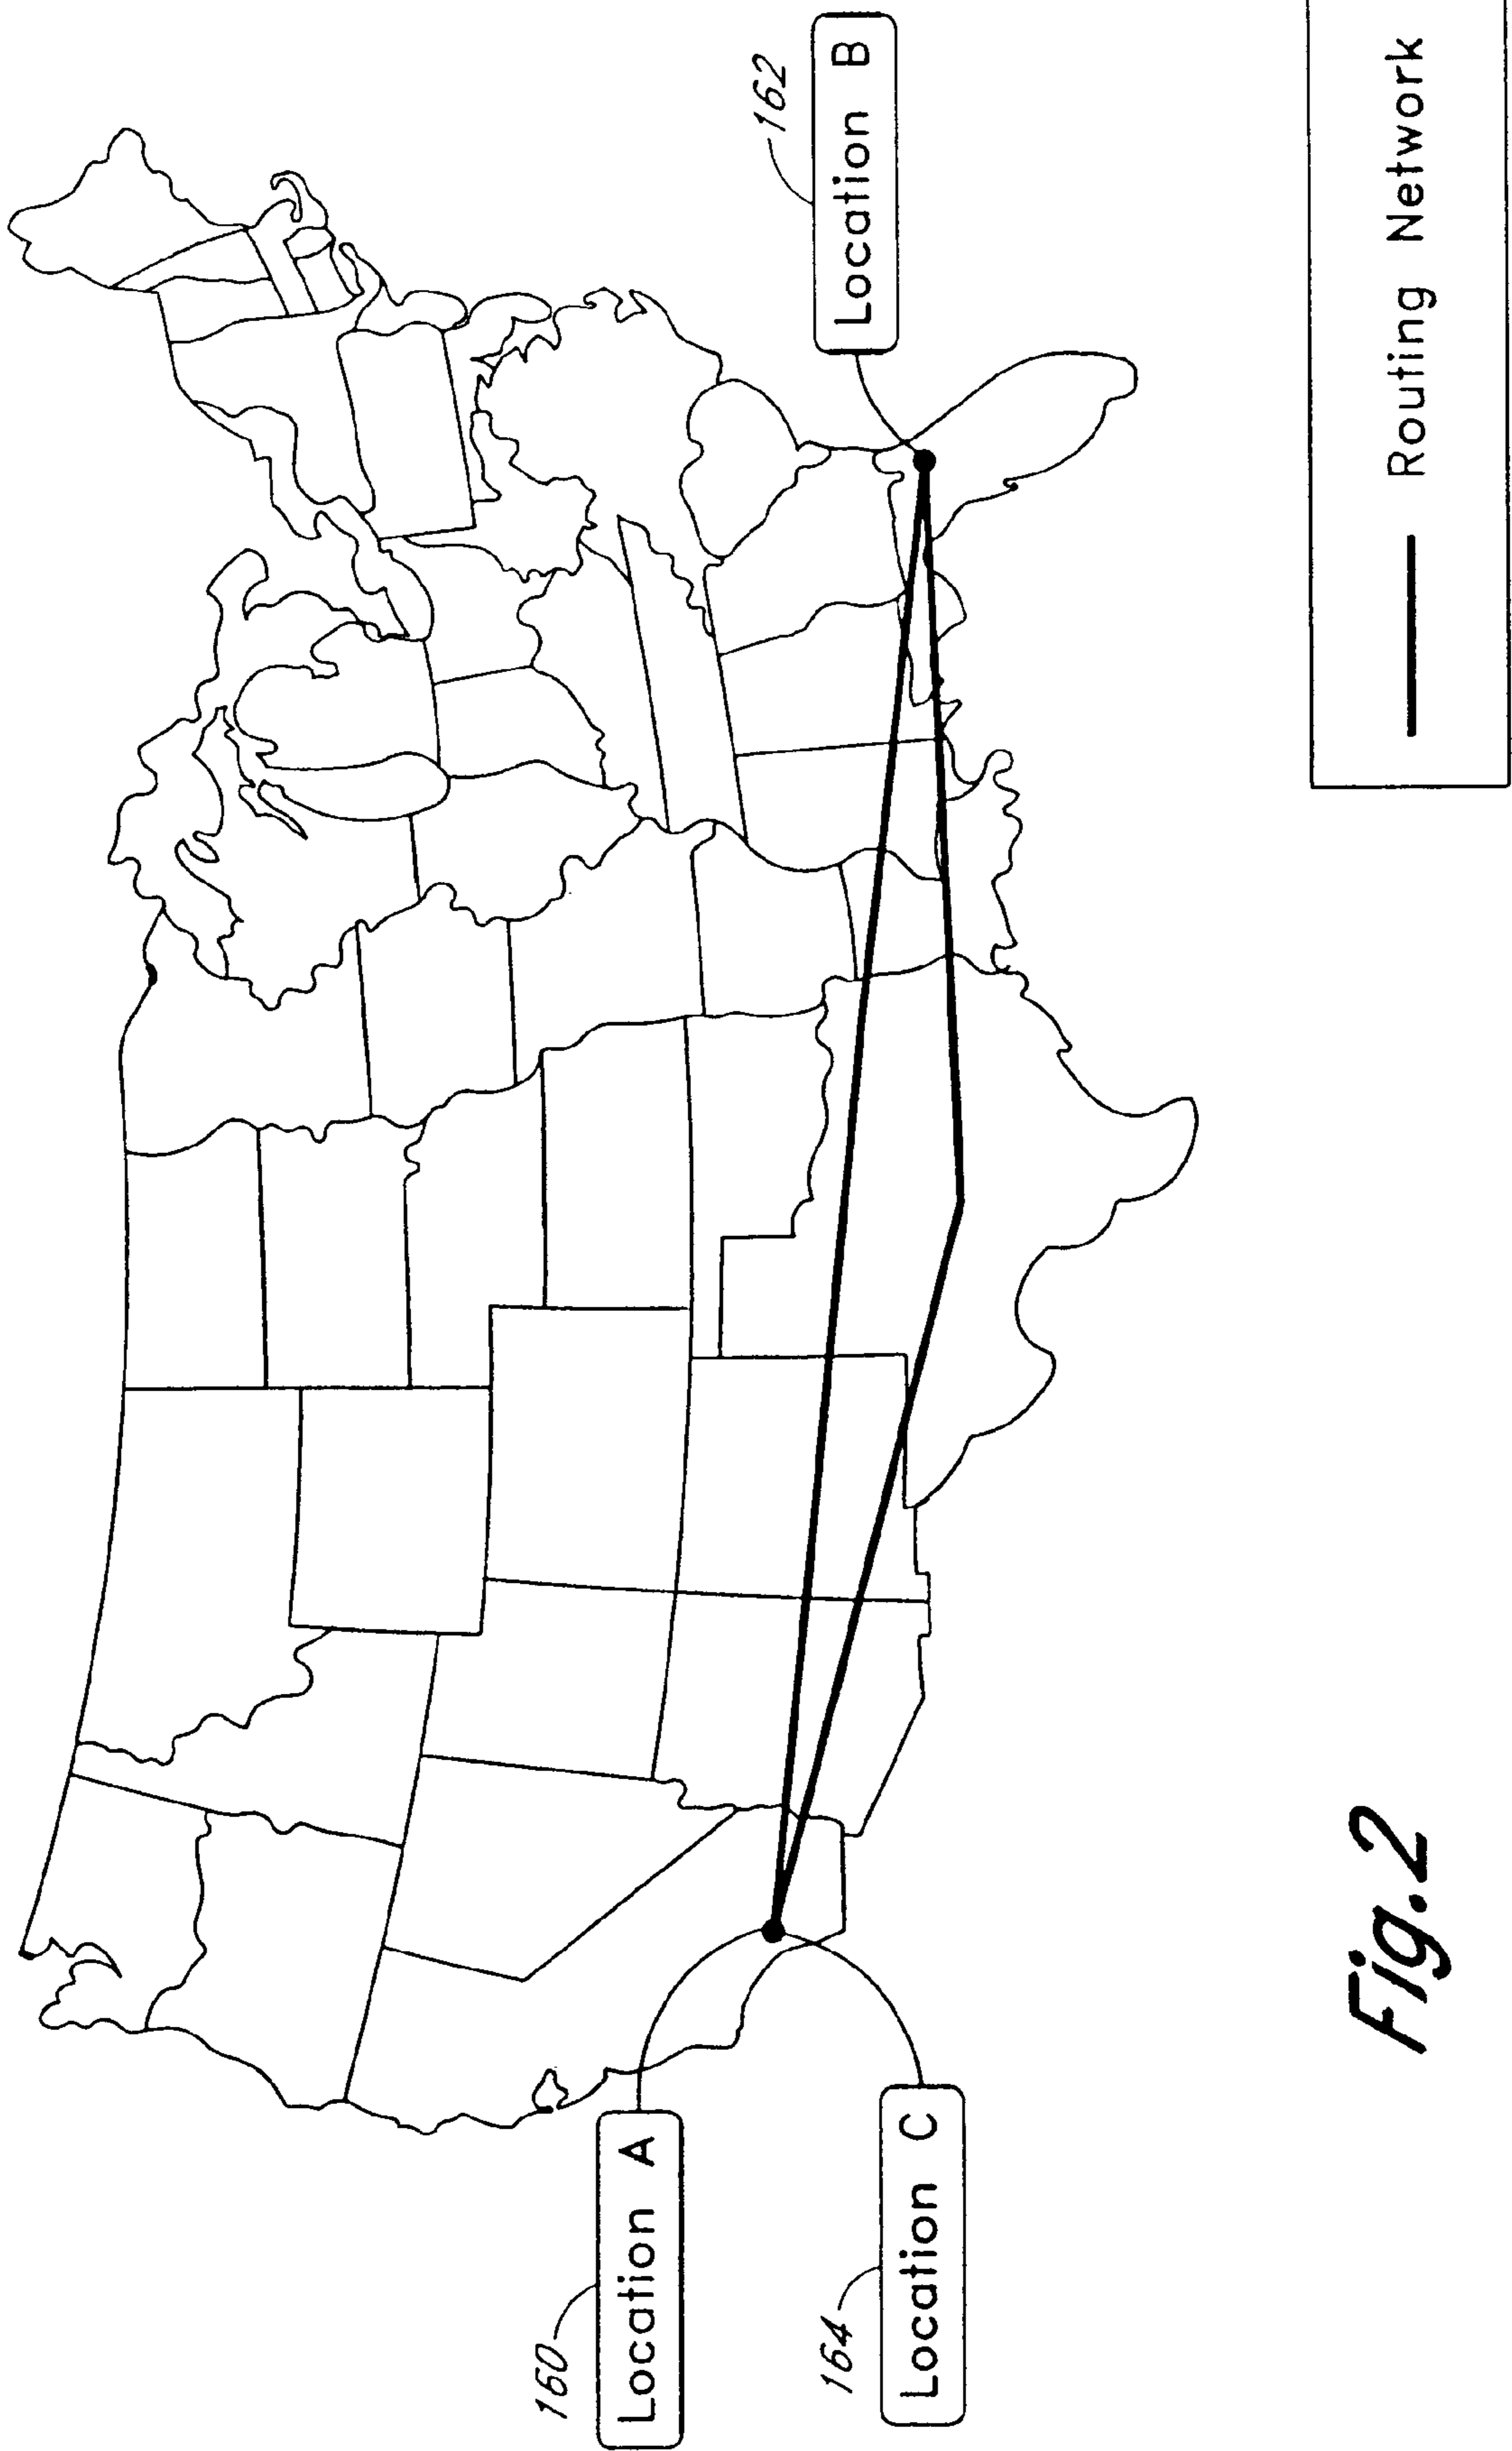 160
Location A
164
Location C
162
Location B
Routing Network
Fig.2